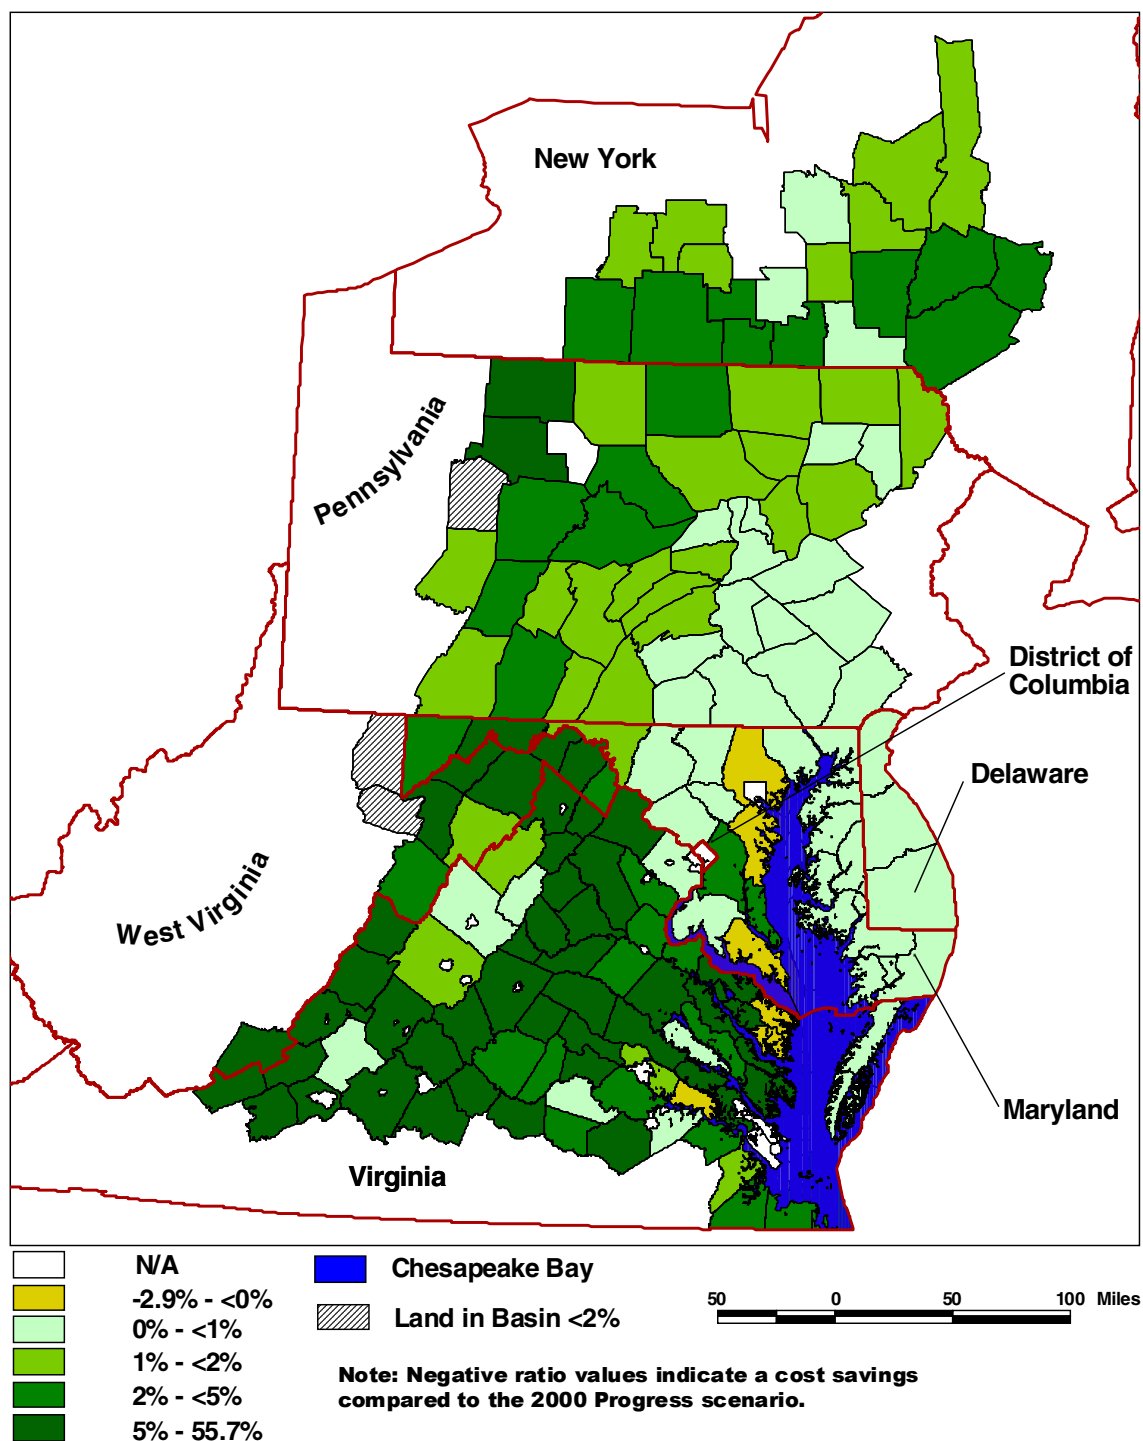 New York
Pennsylvania
District of
Columbia
Delaware
West Virginia
Maryland
Virginia
N/A
-2.9% - <0%
0% - <1%
1% - <2%
2% - <5%
5% - 55.7%
Chesapeake Bay
Land in Basin <2%
50 0 50 100 Miles
Note: Negative ratio values indicate a cost savings
compared to the 2000 Progress scenario.